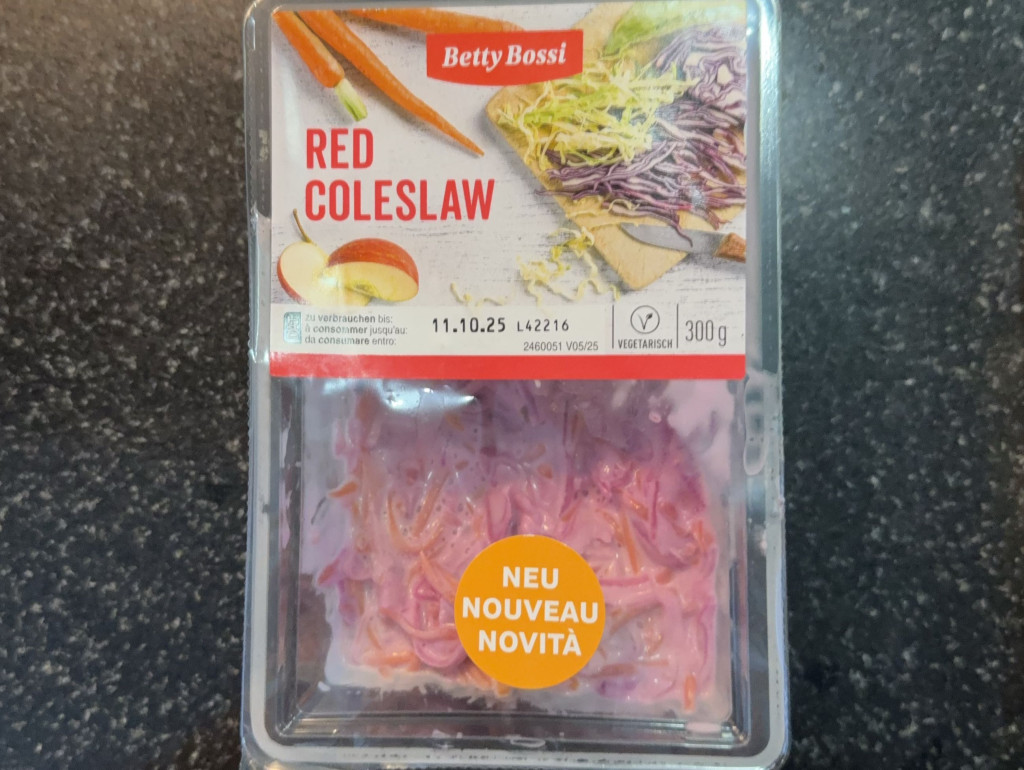 Betty Bossi
RED
COLESLAW
zu verbrauchen bis:
à consommer jusqu'au:
da consumare entro:
11.10.25 L42216
2460051 V05/25
VEGETARISCH
300 g
NEU
NOUVEAU
NOVITÀ